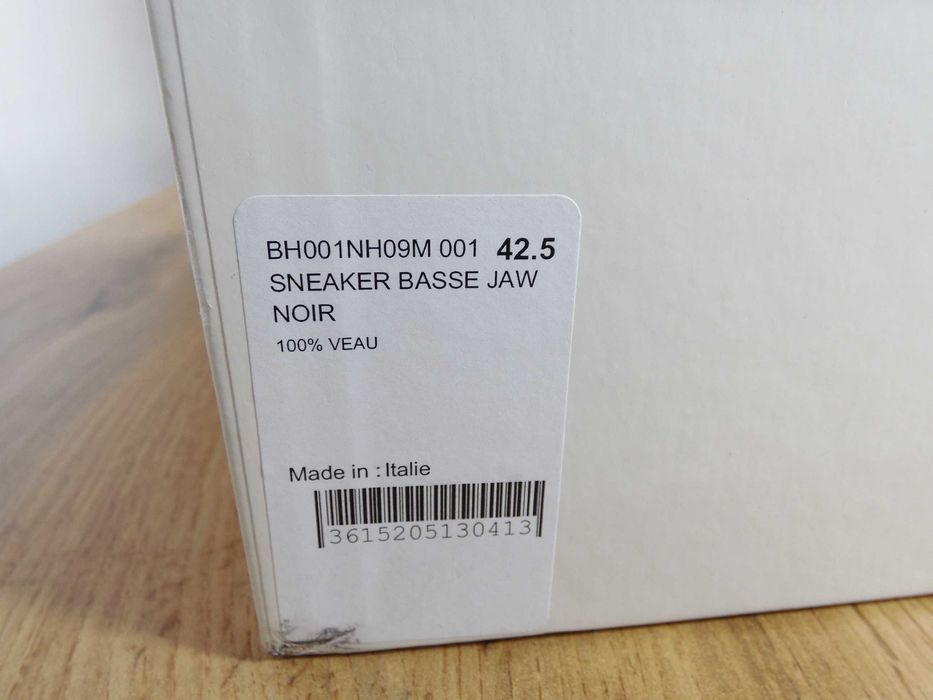 BH001NH09M 001 42.5
SNEAKER BASSE JAW
NOIR
100% VEAU
Made in : Italie
3615205130413